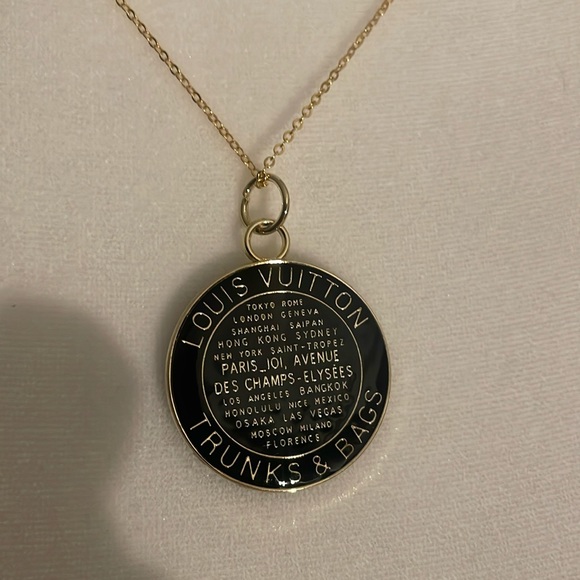 LOUIS VUITTON
TOKYO ROME
LONDON GENEVA
SHANGHAI SAIPAN
HONG KONG SYDNEY
NEW YORK SAINT-TROPEZ
PARIS_101, AVENUE
DES CHAMPS-ELYSÉES
LOS ANGELES BANGKOK
HONOLULU NICE MEXICO
OSAKA LAS VEGAS
MOSCOW MILANO
FLORENCE
TRUNKS & BAGS